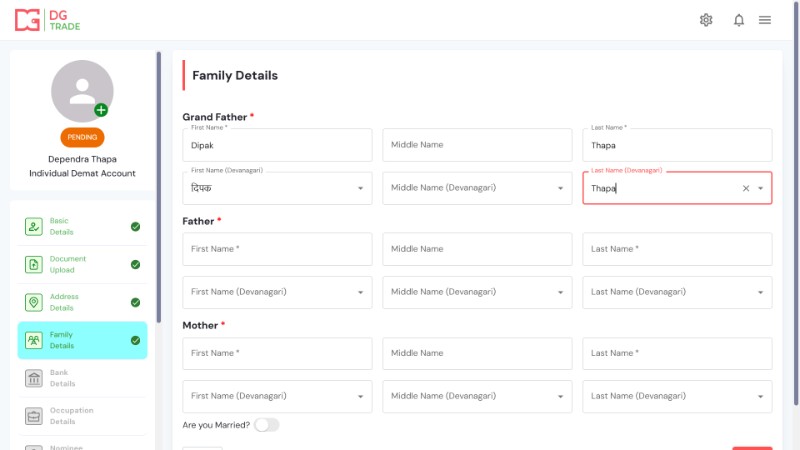 DG
TRADE
PENDING
Dependra Thapa
Individual Demat Account
Basic
Details
Document
Upload
Address
Details
Family
Details
Bank
Details
Occupation
Details
Nominee
Family Details
Grand Father *
First Name *
Dipak
Middle Name
Last Name *
Thapa
First Name (Devanagari)
दिपक
Middle Name (Devanagari)
Last Name (Devanagari)
Thapa
Father *
First Name *
Middle Name
Last Name *
First Name (Devanagari)
Middle Name (Devanagari)
Last Name (Devanagari)
Mother *
First Name *
Middle Name
Last Name *
First Name (Devanagari)
Middle Name (Devanagari)
Last Name (Devanagari)
Are you Married?